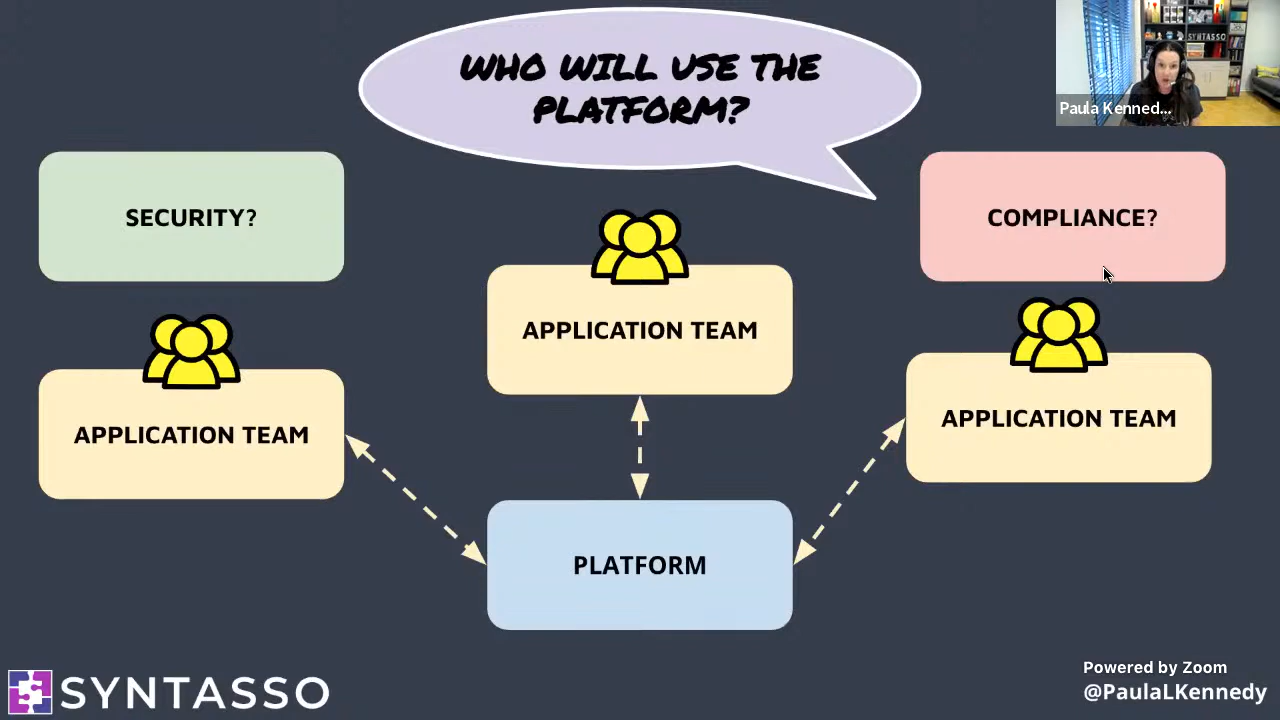 WHO WILL USE THE
PLATFORM?
SYNTASSO
Paula Kenned...
SECURITY?
COMPLIANCE?
APPLICATION TEAM
APPLICATION TEAM
APPLICATION TEAM
PLATFORM
SYNTASSO
Powered by Zoom
@PaulaLKennedy